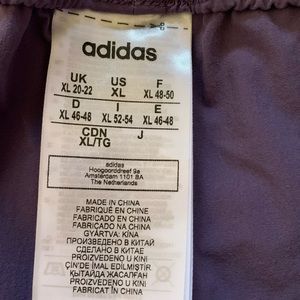 adidas
UK US F
XL 20-22 XL XL 48-50
D I E
XL 46-48 XL 52-54 XL 46-48
CDN J
XL/TG
adidas
Hoogoorddreef 9a
Amsterdam 1101 BA
The Netherlands
MADE IN CHINA
FABRIQUÉ EN CHINE
FABRICADO EN CHINA
FABRICADO NA CHINA
GYÁRTVA: KÍNA
ПРОИЗВЕДЕНО В КИТАЕ
СДЕЛАНО В КИТАЕ
ÇİN'DE İMAL EDİLMİŞTİR
ҚЫТАЙДА ЖАСАЛҒАН
PROIZVEDENO U KINI
PROIZVEDENO U KINI
FABRICAT ÎN CHINA